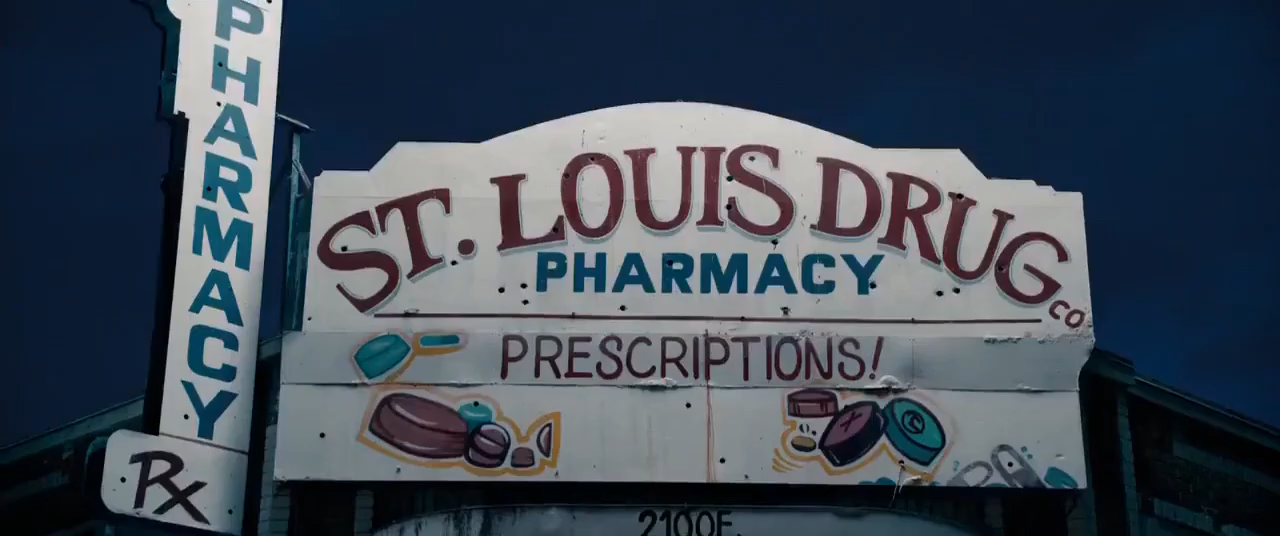 PHARMACY
Rx
ST. LOUIS DRUG CO
PHARMACY
PRESCRIPTIONS!
2100E.